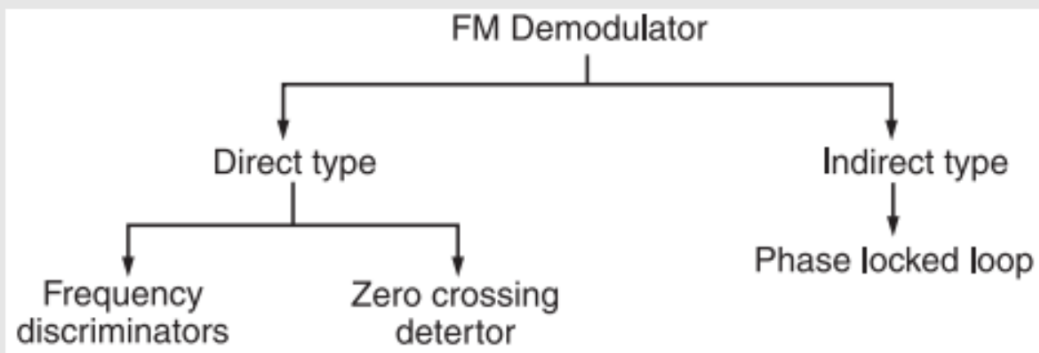 FM Demodulator
Direct type
Indirect type
Phase locked loop
Frequency
discriminators
Zero crossing
detertor